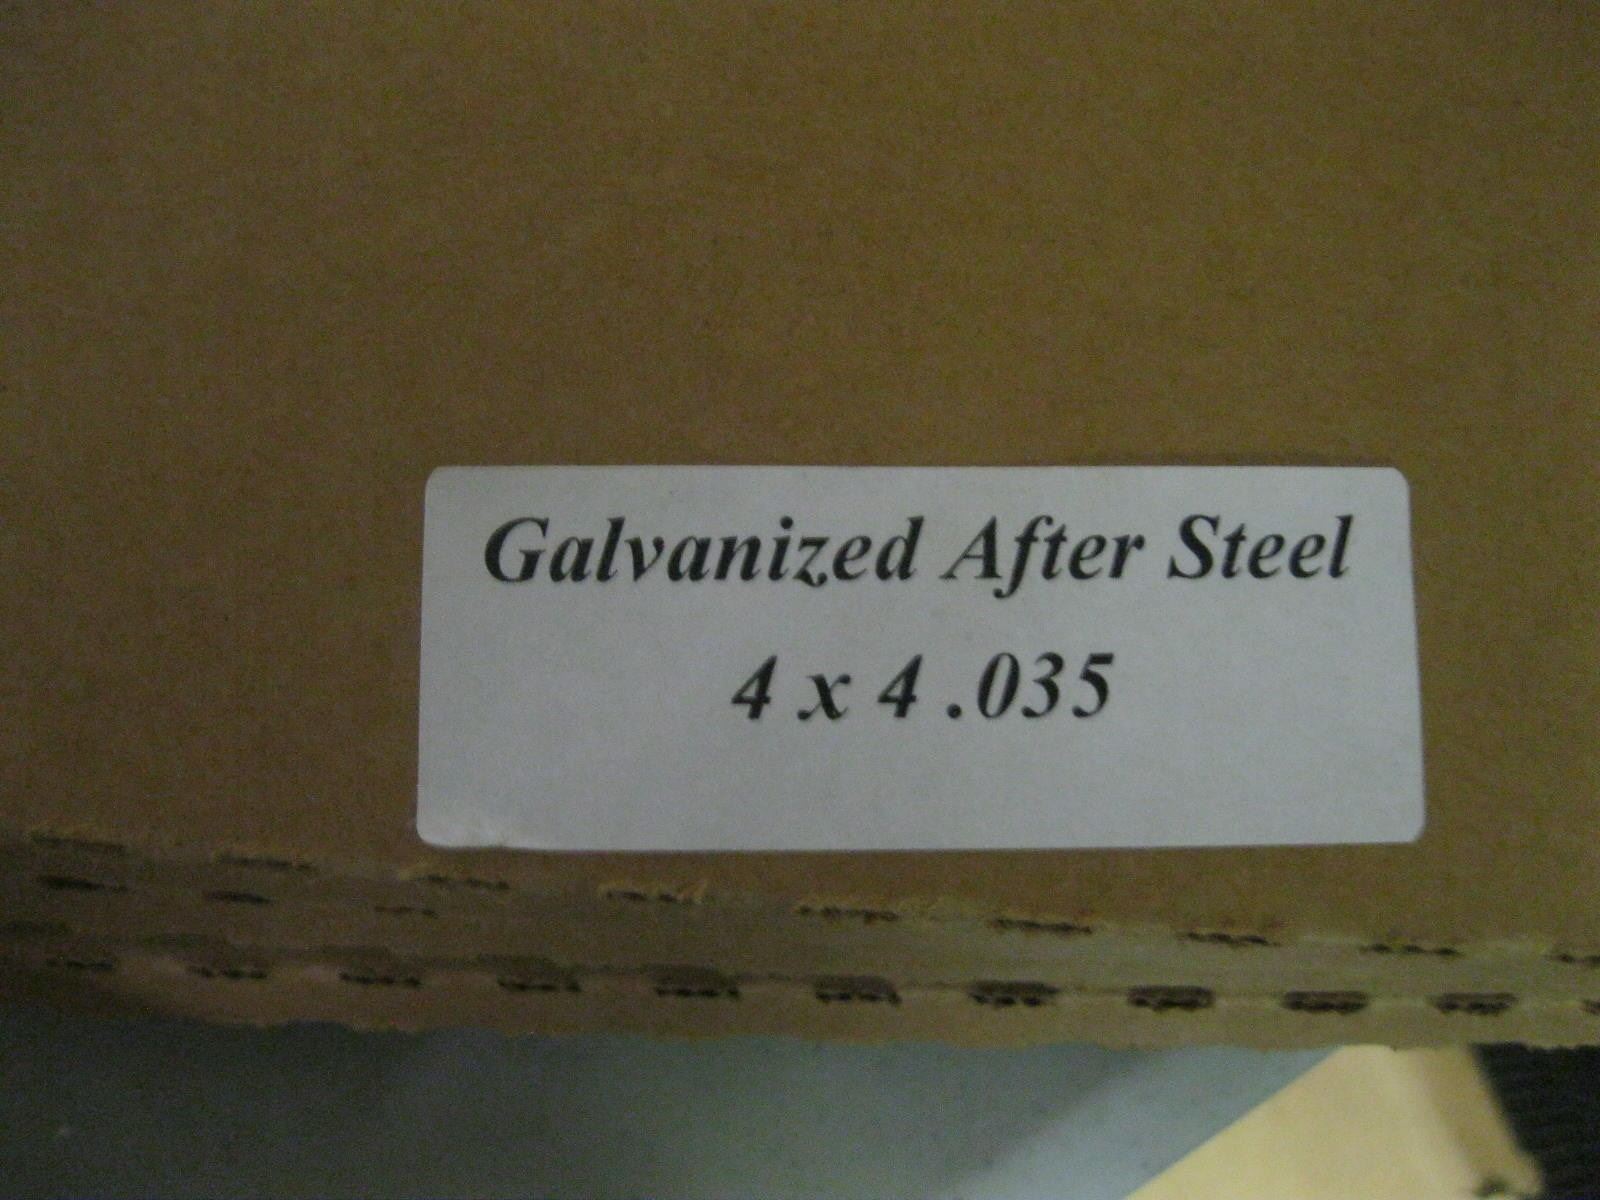 Galvanized After Steel
4 x 4 .035